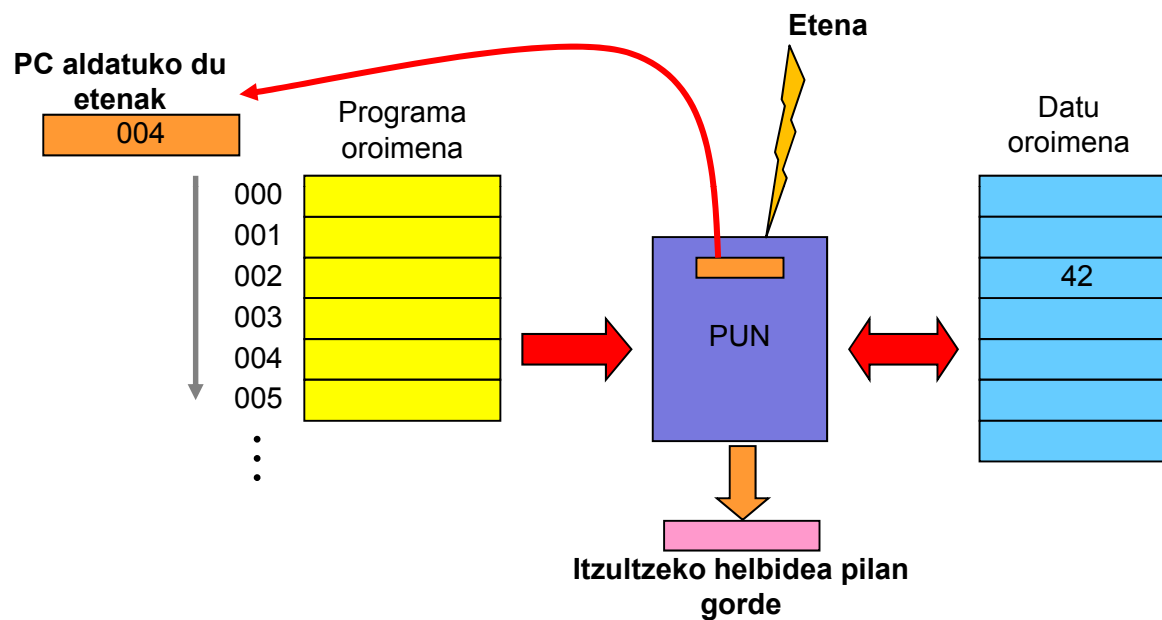 Etena
PC aldatuko du
etenak
004
Programa
oroimena
Datu
oroimena
000
001
002
003
004
005
42
PUN
Itzultzeko helbidea pilan
gorde